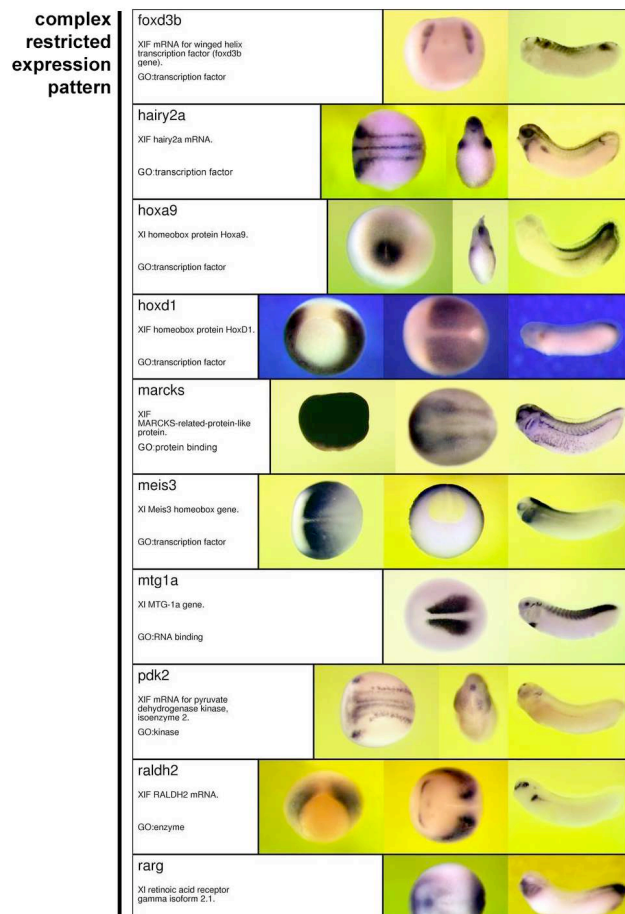 complex
restricted
expression
pattern
foxd3b
XlF mRNA for winged helix
transcription factor (foxd3b
gene).
GO:transcription factor
hairy2a
XlF hairy2a mRNA.
GO:transcription factor
hoxa9
Xl homeobox protein Hoxa9.
GO:transcription factor
hoxd1
XlF homeobox protein HoxD1.
GO:transcription factor
marcks
XlF
MARCKS-related-protein-like
protein.
GO:protein binding
meis3
Xl Meis3 homeobox gene.
GO:transcription factor
mtg1a
Xl MTG-1a gene.
GO:RNA binding
pdk2
XlF mRNA for pyruvate
dehydrogenase kinase,
isoenzyme 2.
GO:kinase
raldh2
XlF RALDH2 mRNA.
GO:enzyme
rarg
Xl retinoic acid receptor
gamma isoform 2.1.